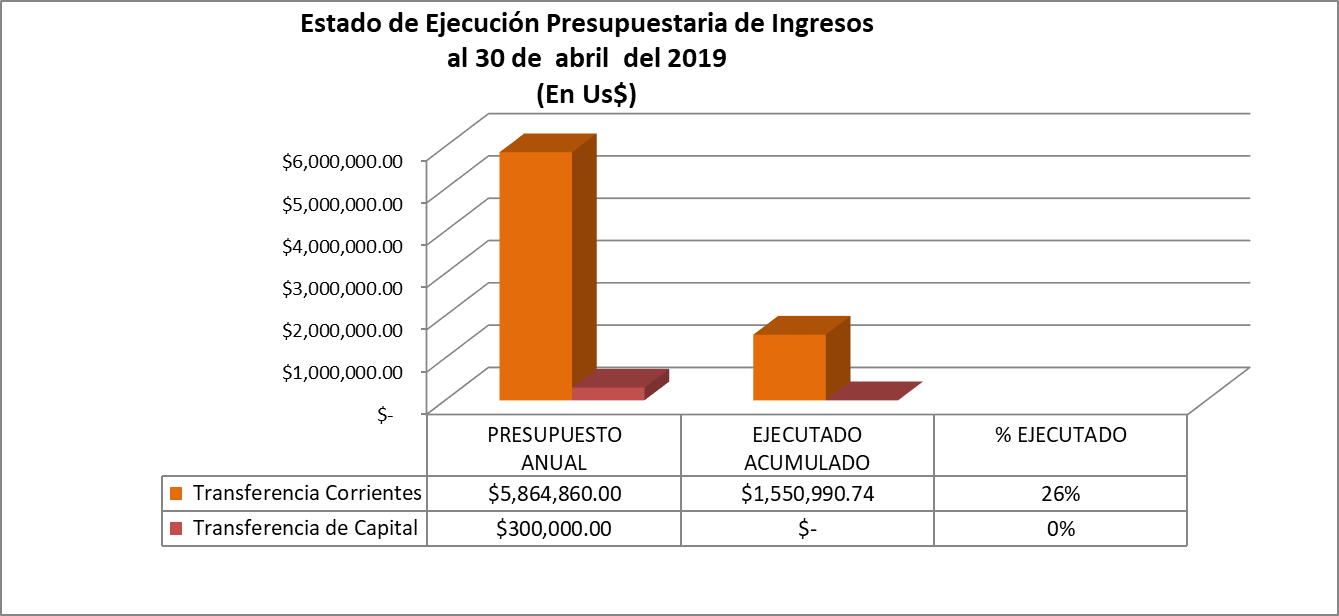 Estado de Ejecución Presupuestaria de Ingresos
al 30 de  abril  del 2019
(En Us$)
$6,000,000.00
$5,000,000.00
$4,000,000.00
$3,000,000.00
$2,000,000.00
$1,000,000.00
$-
PRESUPUESTO ANUAL
EJECUTADO ACUMULADO
% EJECUTADO
Transferencia Corrientes $5,864,860.00 $1,550,990.74 26%
Transferencia de Capital $300,000.00 $- 0%